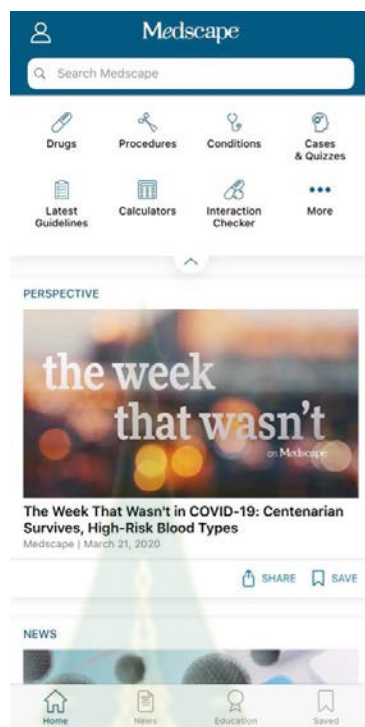 Medscape
Search Medscape
Drugs
Procedures
Conditions
Cases
& Quizzes
Latest
Guidelines
Calculators
Interaction
Checker
More
PERSPECTIVE
the week
that wasn't
on Medscape
The Week That Wasn't in COVID-19: Centenarian
Survives, High-Risk Blood Types
Medscape | March 21, 2020
SHARE
SAVE
NEWS
Home
News
Education
Saved